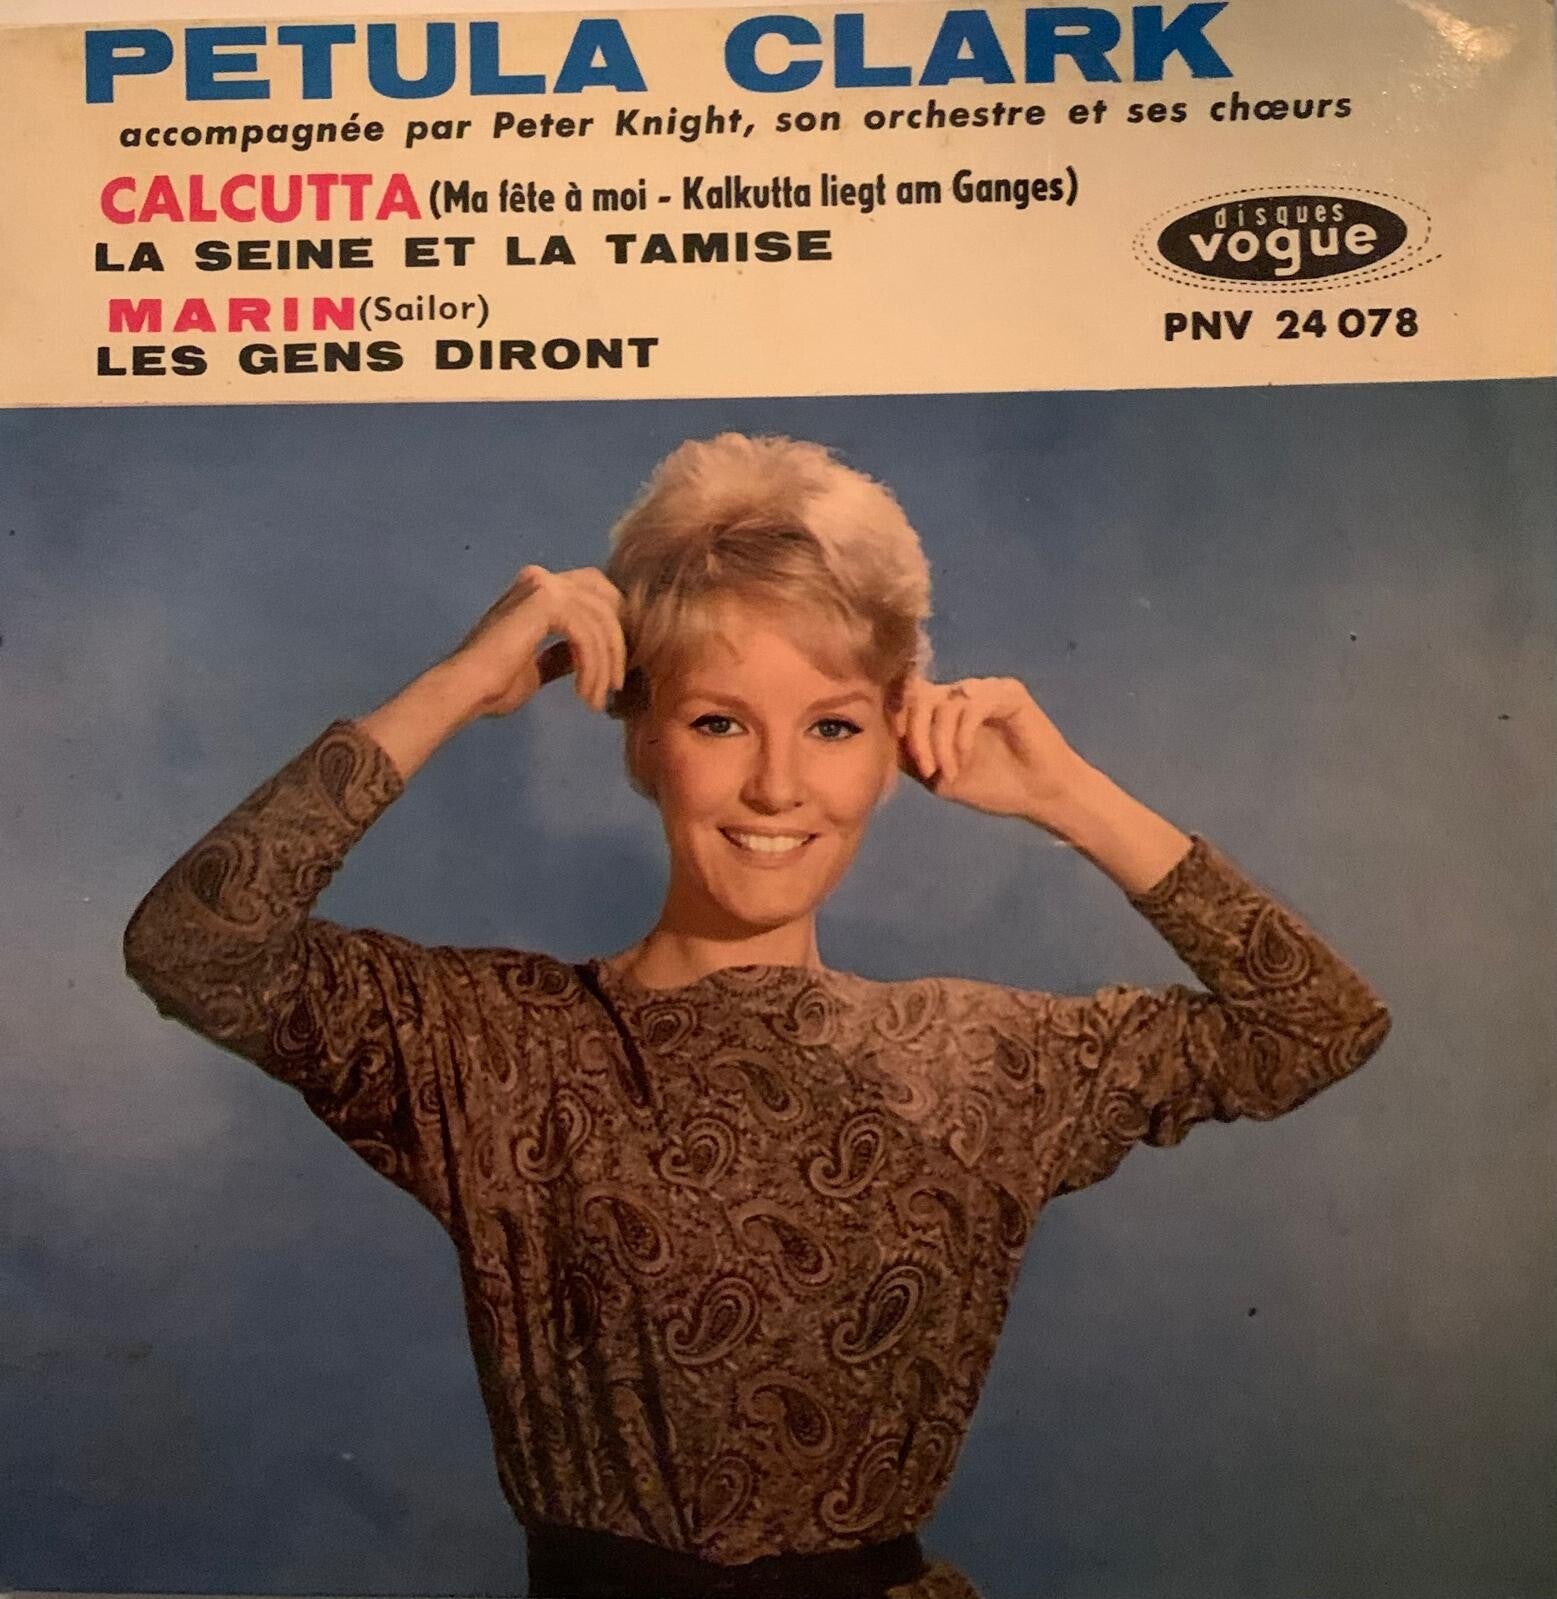 PETULA CLARK
accompagnée par Peter Knight, son orchestre et ses chœurs
CALCUTTA (Ma fête à moi - Kalkutta liegt am Ganges)
LA SEINE ET LA TAMISE
MARIN (Sailor)
LES GENS DIRONT
disques
vogue
PNV 24 078